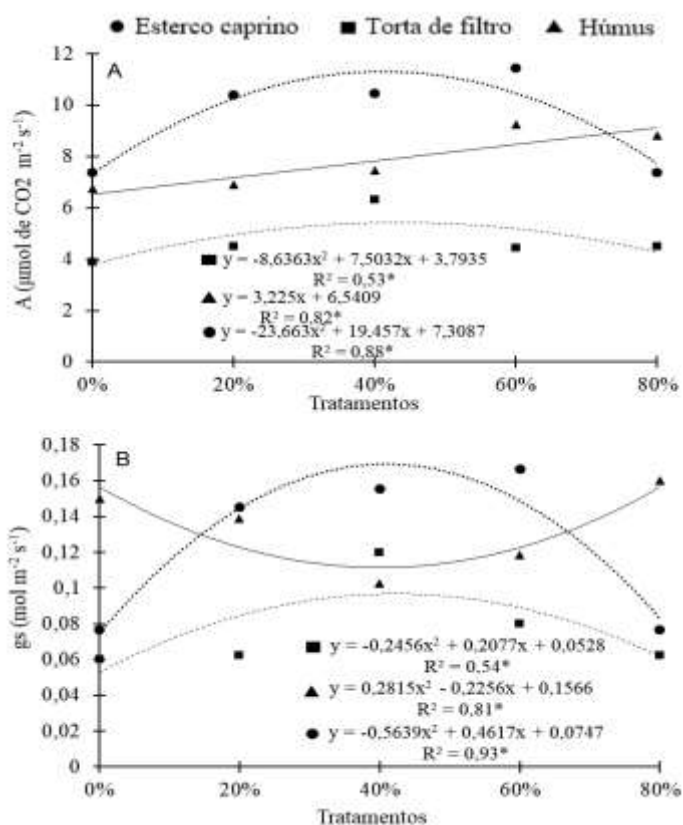 Esterco caprino Torta de filtro Húmus
A
12
10
8
6
4
2
0
A (µmol de CO2 m⁻² s⁻¹)
y = -8,6363x² + 7,5032x + 3,7935
R² = 0,53*
y = 3,225x + 6,5409
R² = 0,82*
y = -23,663x² + 19,457x + 7,3087
R² = 0,88*
0% 20% 40% 60% 80%
Tratamentos
B
0,18
0,16
0,14
0,12
0,1
0,08
0,06
0,04
0,02
0
gs (mol m⁻² s⁻¹)
y = -0,2456x² + 0,2077x + 0,0528
R² = 0,54*
y = 0,2815x² - 0,2256x + 0,1566
R² = 0,81*
y = -0,5639x² + 0,4617x + 0,0747
R² = 0,93*
0% 20% 40% 60% 80%
Tratamentos